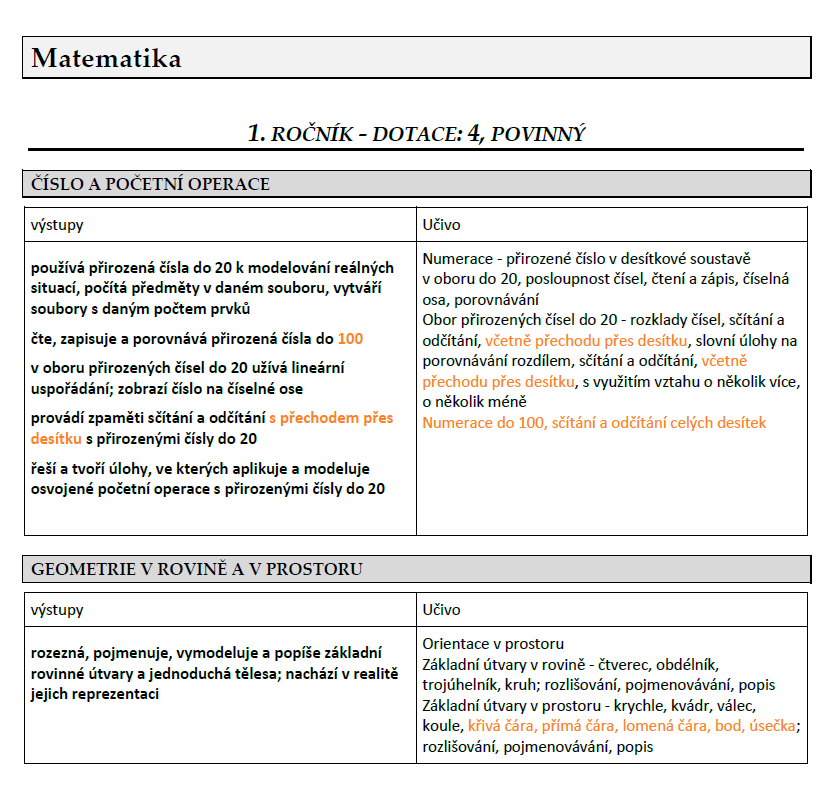 Matematika
1. ROČNÍK - DOTACE: 4, POVINNÝ
ČÍSLO A POČETNÍ OPERACE
výstupy
používá přirozená čísla do 20 k modelování reálných
situací, počítá předměty v daném souboru, vytváří
soubory s daným počtem prvků
čte, zapisuje a porovnává přirozená čísla do 100
v oboru přirozených čísel do 20 užívá lineární
uspořádání; zobrazí číslo na číselné ose
provádí zpaměti sčítání a odčítání s přechodem přes
desítku s přirozenými čísly do 20
řeší a tvoří úlohy, ve kterých aplikuje a modeluje
osvojené početní operace s přirozenými čísly do 20
Učivo
Numerace - přirozené číslo v desítkové soustavě
v oboru do 20, posloupnost čísel, čtení a zápis, číselná
osa, porovnávání
Obor přirozených čísel do 20 - rozklady čísel, sčítání a
odčítání, včetně přechodu přes desítku, slovní úlohy na
porovnávání rozdílem, sčítání a odčítání, včetně
přechodu přes desítku, s využitím vztahu o několik více,
o několik méně
Numerace do 100, sčítání a odčítání celých desítek
GEOMETRIE V ROVINĚ A V PROSTORU
výstupy
rozezná, pojmenuje, vymodeluje a popíše základní
rovinné útvary a jednoduchá tělesa; nachází v realitě
jejich reprezentaci
Učivo
Orientace v prostoru
Základní útvary v rovině - čtverec, obdélník,
trojúhelník, kruh; rozlišování, pojmenovávání, popis
Základní útvary v prostoru - krychle, kvádr, válec,
koule, křivá čára, přímá čára, lomená čára, bod, úsečka;
rozlišování, pojmenovávání, popis